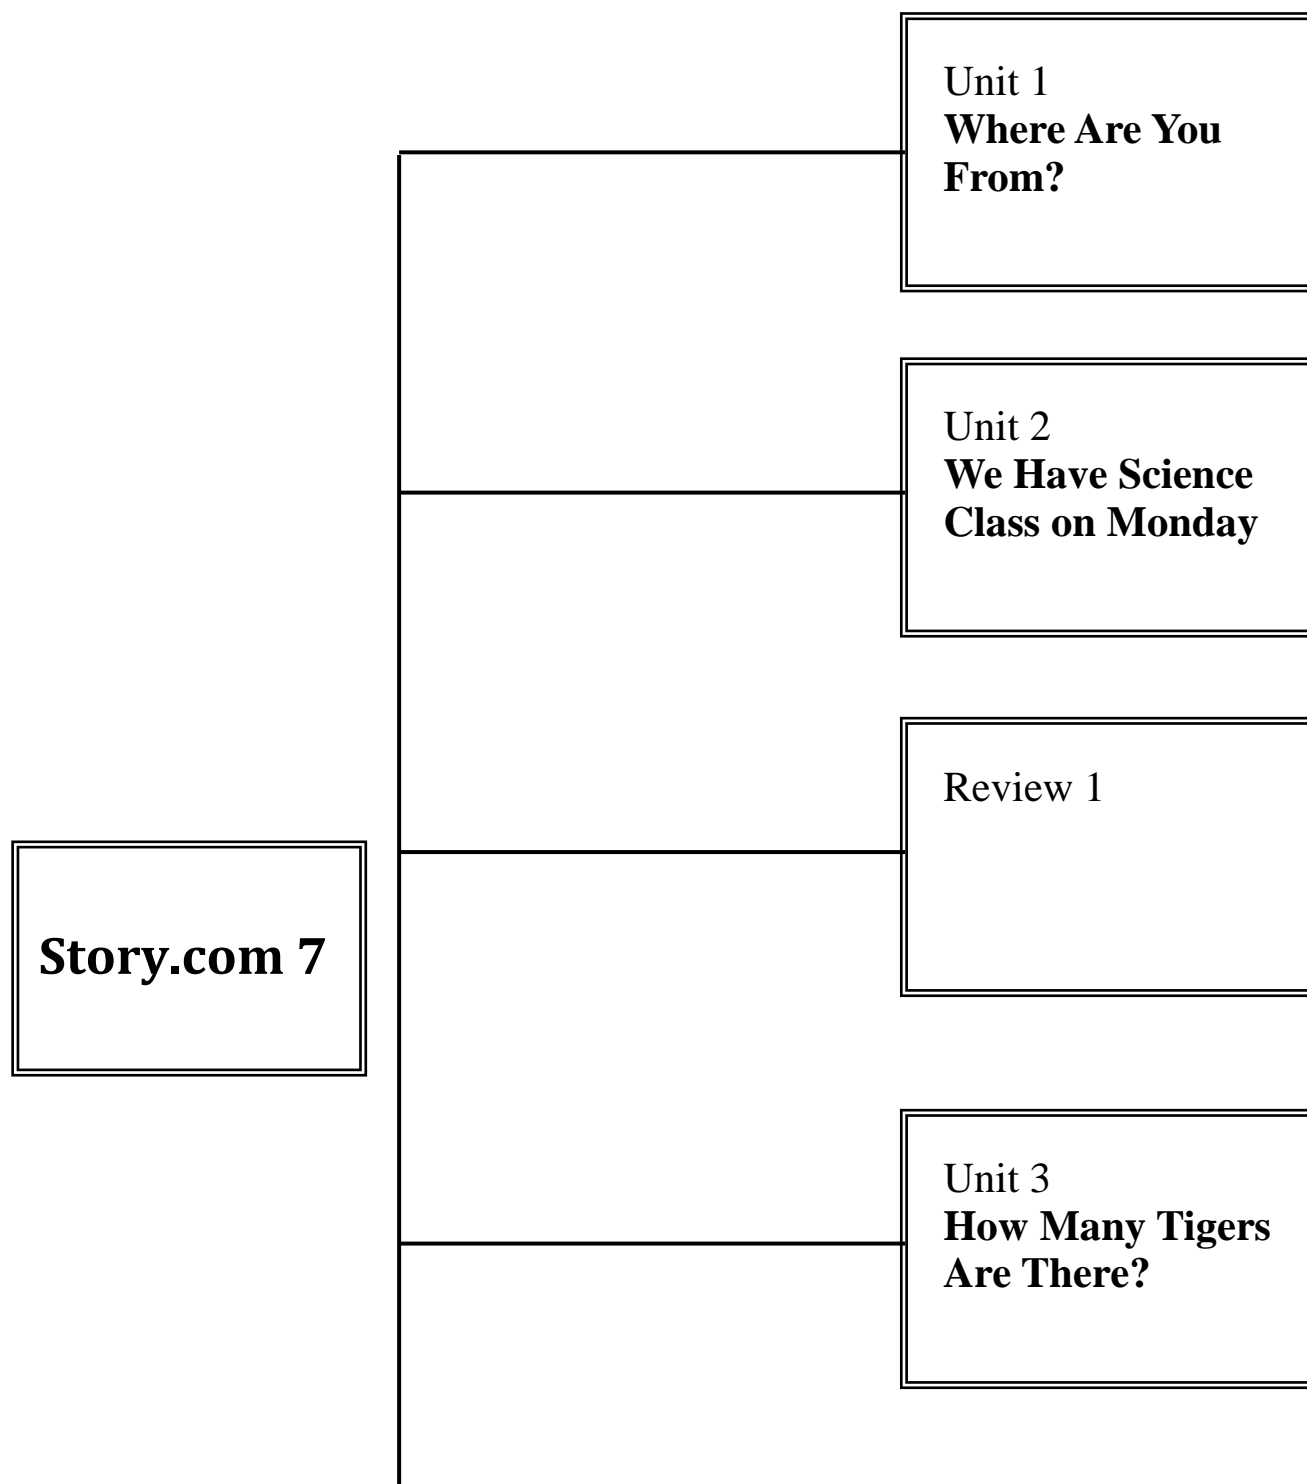 Unit 1
Where Are You
From?
Unit 2
We Have Science
Class on Monday
Review 1
Story.com 7
Unit 3
How Many Tigers
Are There?